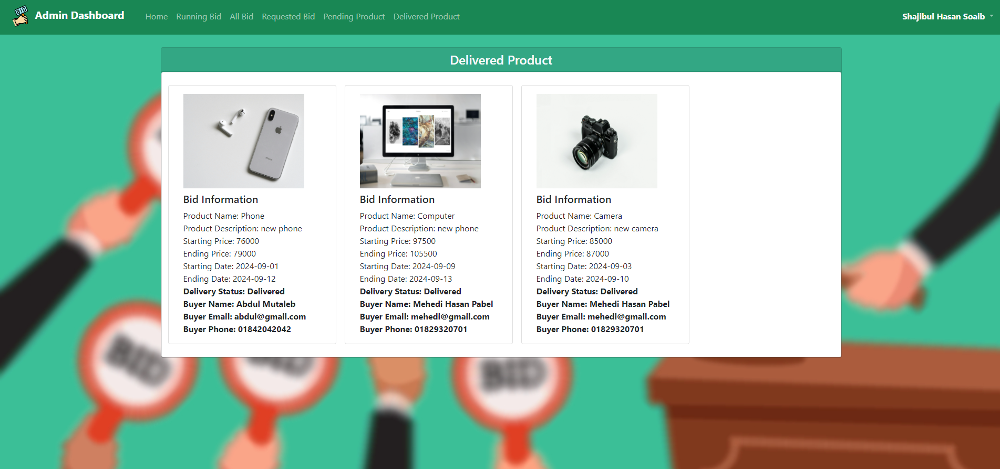 BID
Admin Dashboard
Home
Running Bid
All Bid
Requested Bid
Pending Product
Delivered Product
Shajibul Hasan Soaib
Delivered Product
iPhone
Bid Information
Product Name: Phone
Product Description: new phone
Starting Price: 76000
Ending Price: 79000
Starting Date: 2024-09-01
Ending Date: 2024-09-12
Delivery Status: Delivered
Buyer Name: Abdul Mutaleb
Buyer Email: abdul@gmail.com
Buyer Phone: 01842042042
Bid Information
Product Name: Computer
Product Description: new phone
Starting Price: 97500
Ending Price: 105500
Starting Date: 2024-09-09
Ending Date: 2024-09-13
Delivery Status: Delivered
Buyer Name: Mehedi Hasan Pabel
Buyer Email: mehedi@gmail.com
Buyer Phone: 01829320701
Bid Information
Product Name: Camera
Product Description: new camera
Starting Price: 85000
Ending Price: 87000
Starting Date: 2024-09-03
Ending Date: 2024-09-10
Delivery Status: Delivered
Buyer Name: Mehedi Hasan Pabel
Buyer Email: mehedi@gmail.com
Buyer Phone: 01829320701
BID
BID
BID